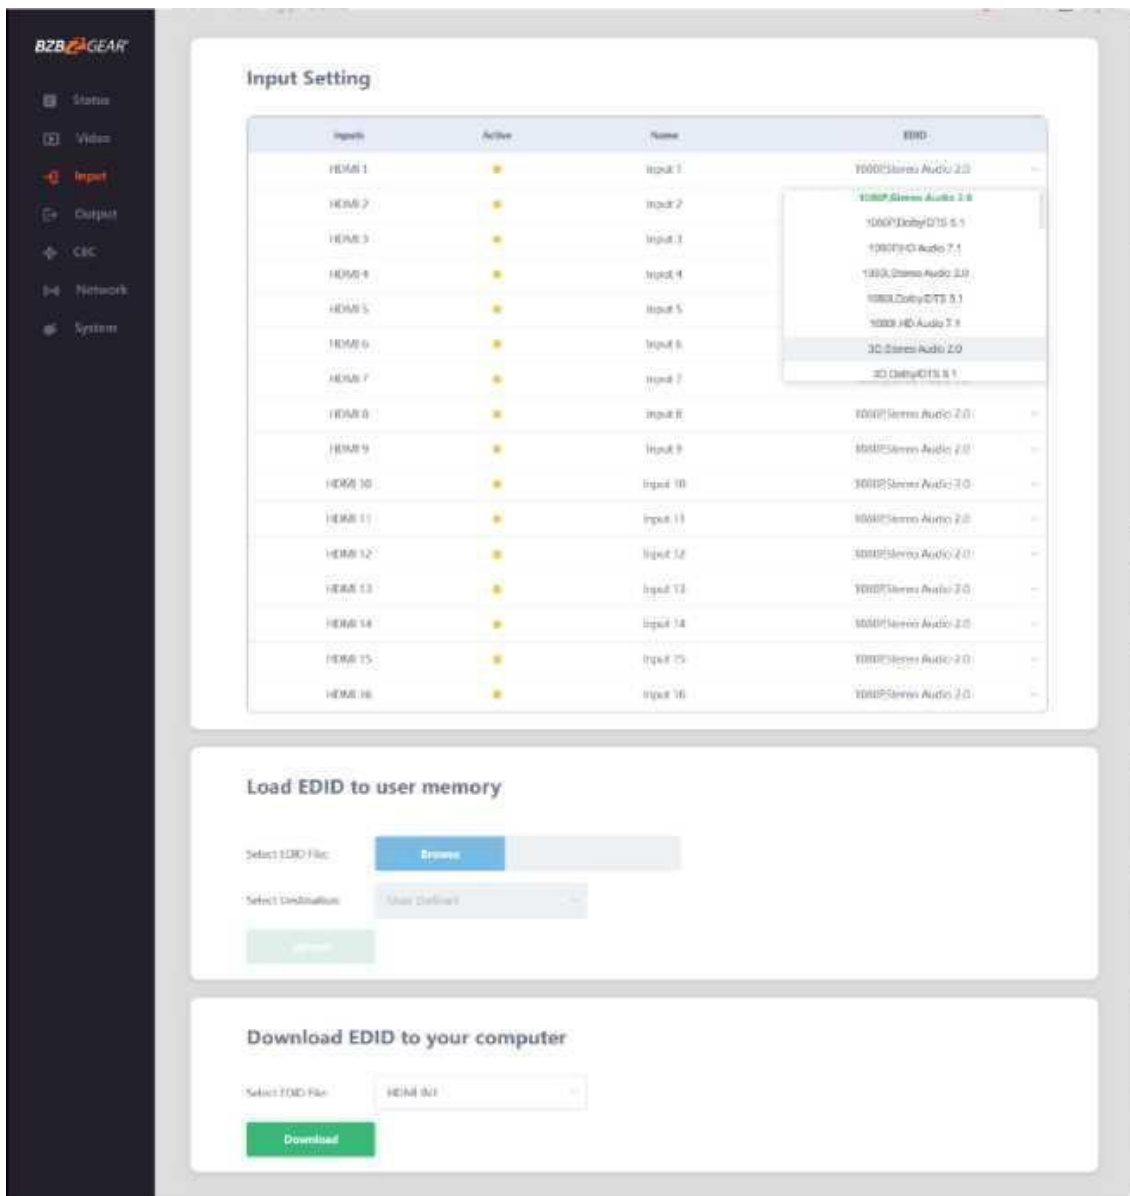 BZBGEAR
Status
Video
Input
Output
CEC
Network
System
Input Setting
Inputs Active Name EDID
HDMI 1 Input 1 1080P,Stereo Audio 2.0
HDMI 2 Input 2 1080P,Stereo Audio 2.0
1080P,Dolby/DTS 5.1
HDMI 3 Input 3 1080P,HD Audio 7.1
HDMI 4 Input 4 1080I,Stereo Audio 2.0
1080I,Dolby/DTS 5.1
HDMI 5 Input 5 1080I,HD Audio 7.1
HDMI 6 Input 6 3D,Stereo Audio 2.0
HDMI 7 Input 7 3D,Dolby/DTS 5.1
HDMI 8 Input 8 1080P,Stereo Audio 2.0
HDMI 9 Input 9 1080P,Stereo Audio 2.0
HDMI 10 Input 10 1080P,Stereo Audio 2.0
HDMI 11 Input 11 1080P,Stereo Audio 2.0
HDMI 12 Input 12 1080P,Stereo Audio 2.0
HDMI 13 Input 13 1080P,Stereo Audio 2.0
HDMI 14 Input 14 1080P,Stereo Audio 2.0
HDMI 15 Input 15 1080P,Stereo Audio 2.0
HDMI 16 Input 16 1080P,Stereo Audio 2.0
Load EDID to user memory
Select EDID File: Browse
Select Destination: User Define1
Download EDID to your computer
Select EDID File: HDMI IN1
Download